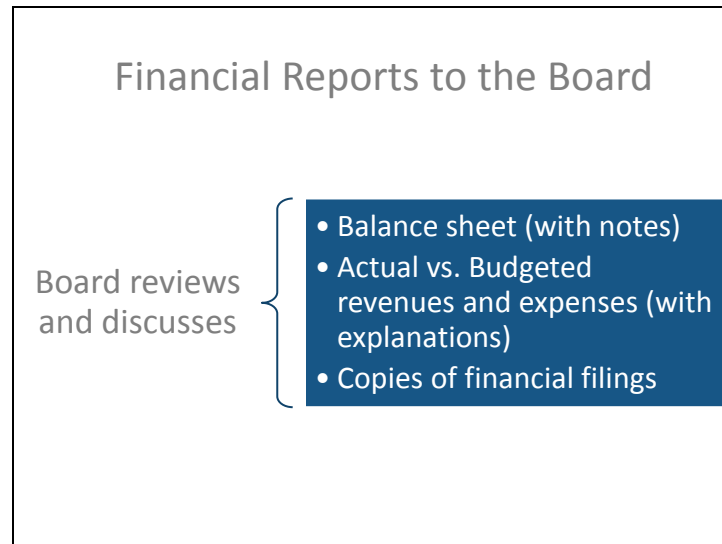 Financial Reports to the Board
Board reviews
and discusses
• Balance sheet (with notes)
• Actual vs. Budgeted
revenues and expenses (with
explanations)
• Copies of financial filings